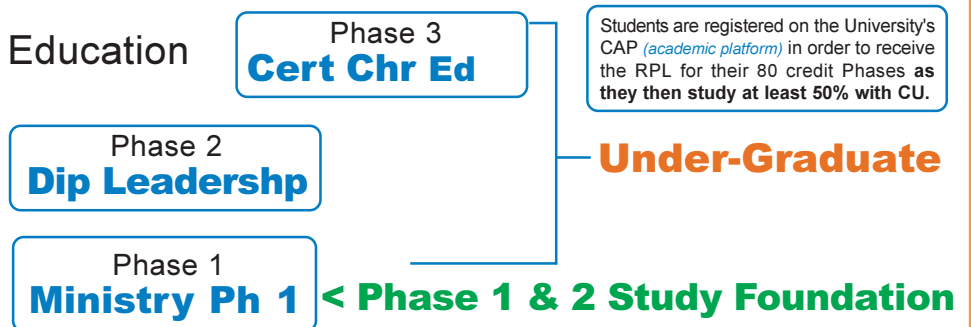 Education
Phase 3
Cert Chr Ed
Students are registered on the University's
CAP (academic platform) in order to receive
the RPL for their 80 credit Phases as
they then study at least 50% with CU.
Phase 2
Dip Leadershp
Under-Graduate
Phase 1
Ministry Ph 1
< Phase 1 & 2 Study Foundation